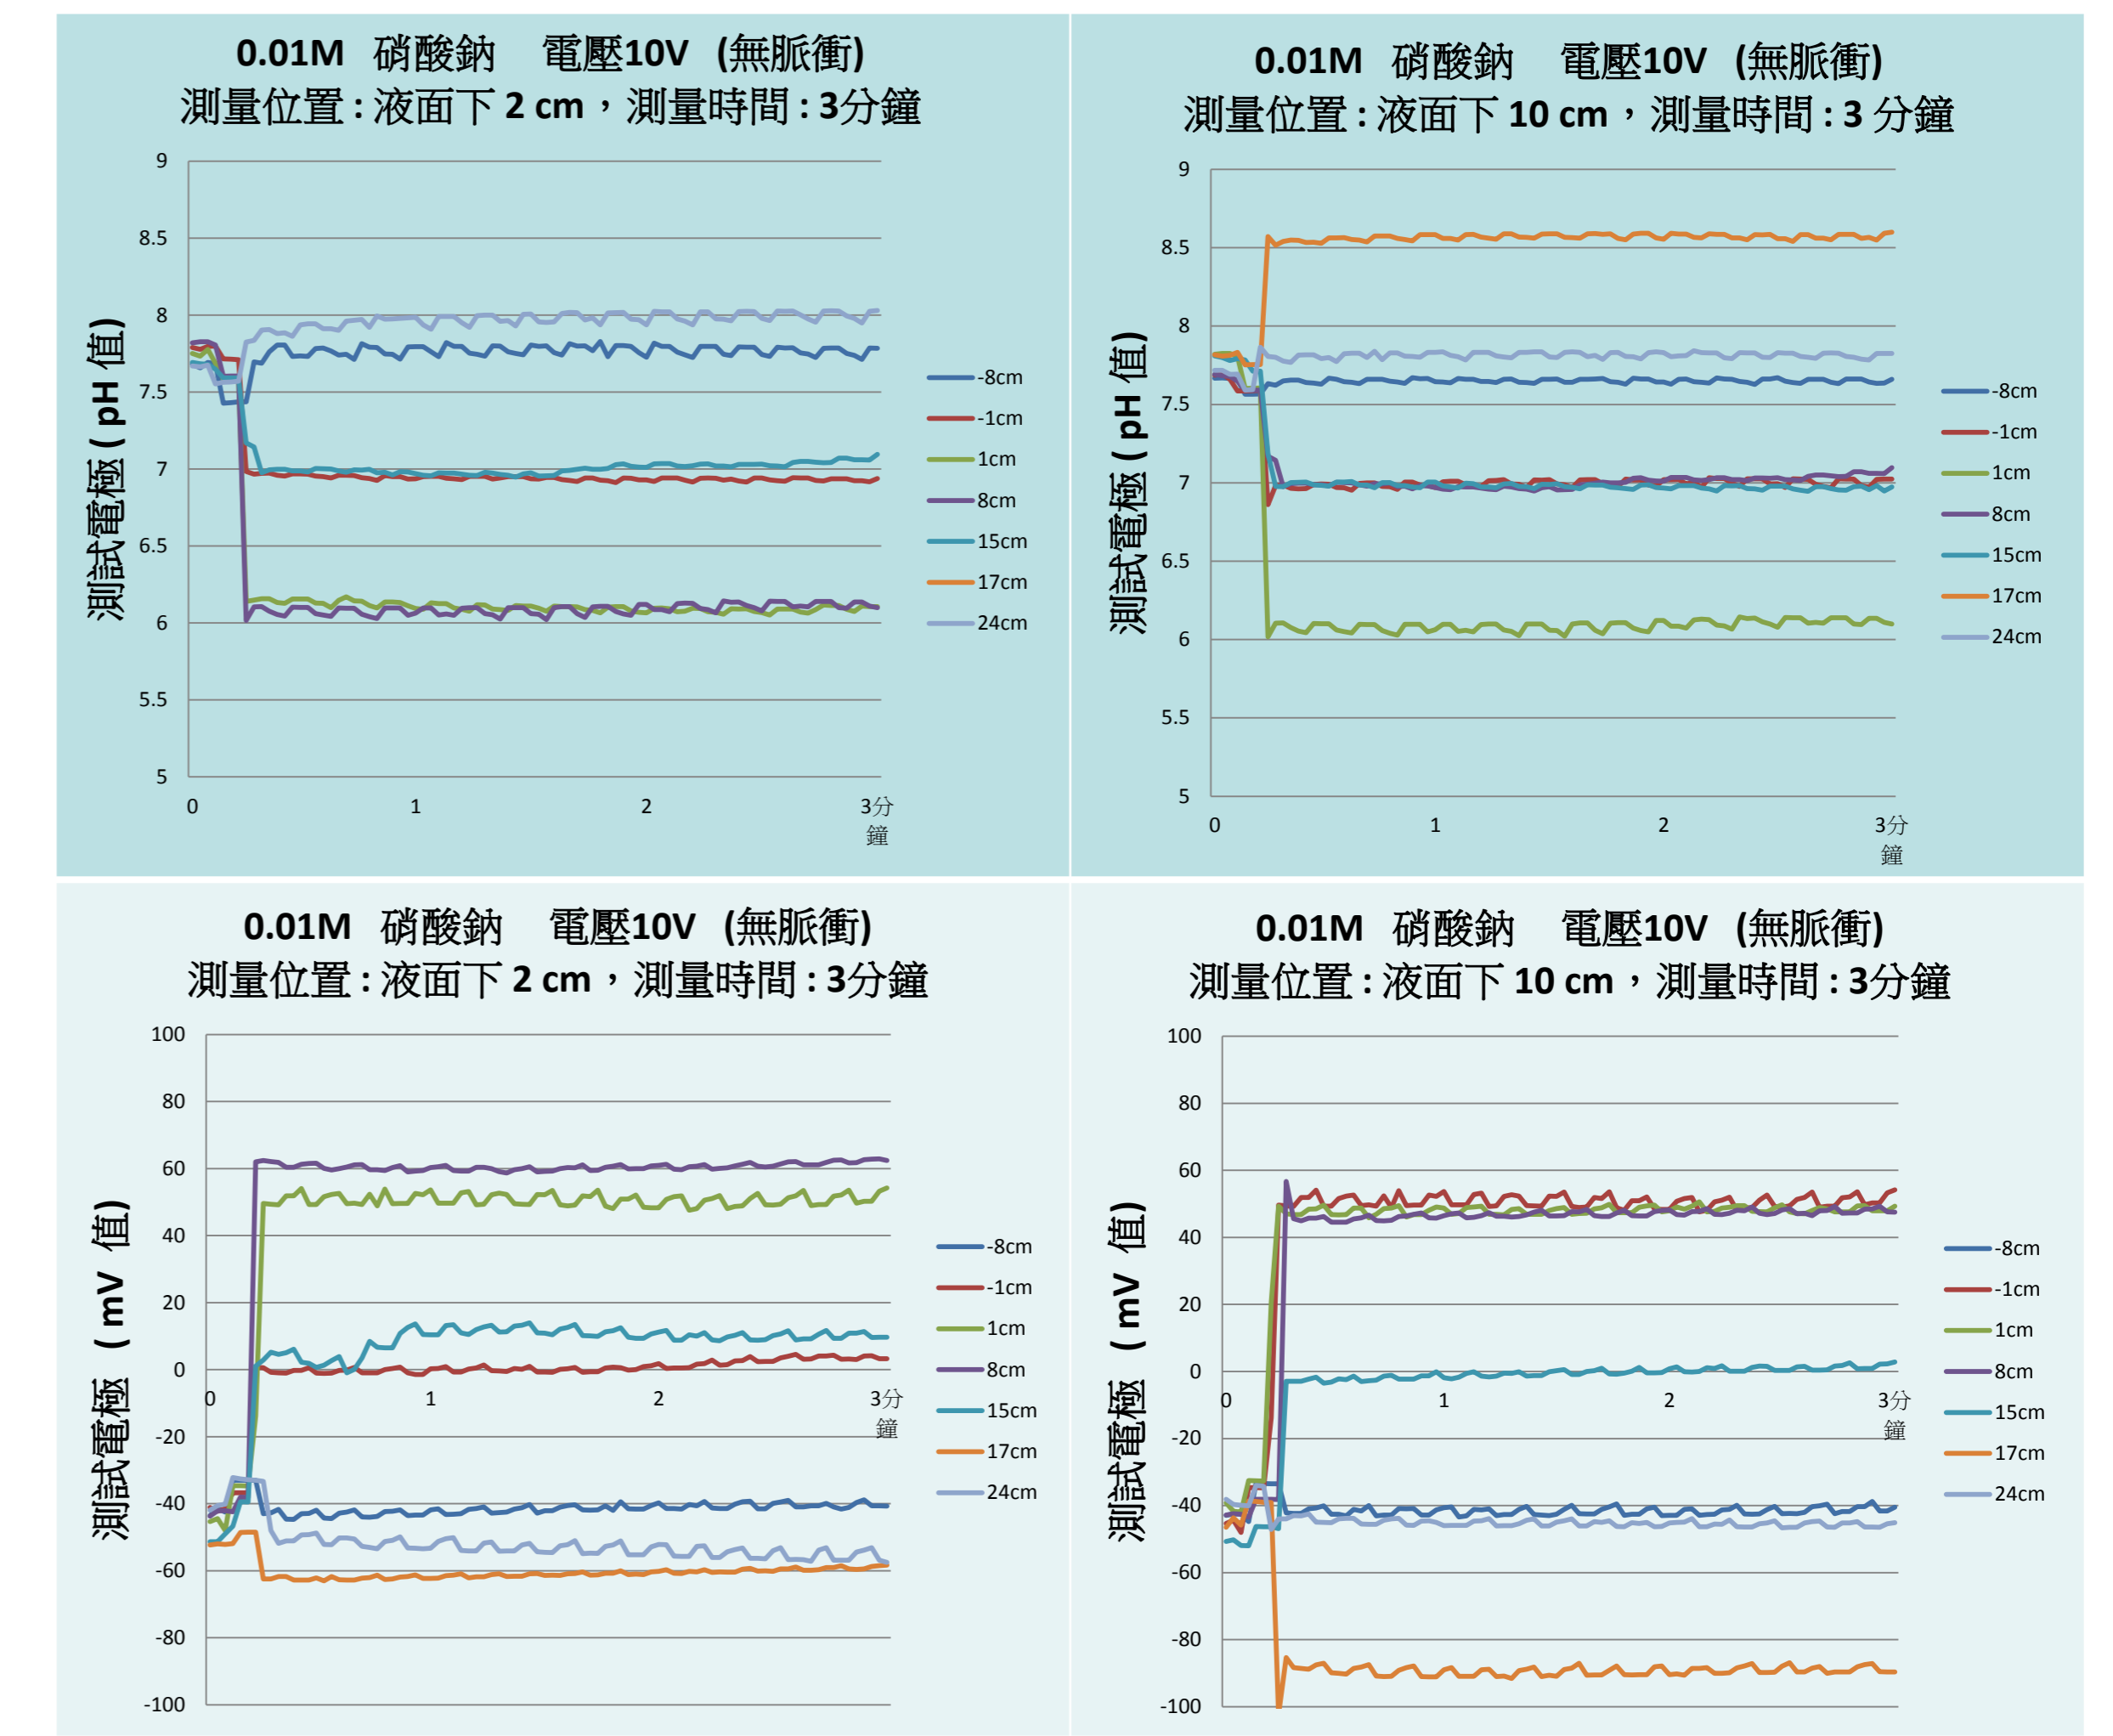 0.01M 硝酸鈉 電壓10V (無脈衝)
測量位置 : 液面下 2 cm，測量時間 : 3分鐘
測試式電極 ( pH 值)
9
8.5
8
7.5
7
6.5
6
5.5
5
0
1
2
3分
鐘
-8cm
-1cm
1cm
8cm
15cm
17cm
24cm
0.01M 硝酸鈉 電壓10V (無脈衝)
測量位置 : 液面下 10 cm，測量時間 : 3 分鐘
測試式電極 ( pH 值)
9
8.5
8
7.5
7
6.5
6
5.5
5
0
1
2
3分
鐘
-8cm
-1cm
1cm
8cm
15cm
17cm
24cm
0.01M 硝酸鈉 電壓10V (無脈衝)
測量位置 : 液面下 2 cm，測量時間 : 3分鐘
測試式電極 ( mV 值)
100
80
60
40
20
0
-20
-40
-60
-80
-100
0
1
2
3分
鐘
-8cm
-1cm
1cm
8cm
15cm
17cm
24cm
0.01M 硝酸鈉 電壓10V (無脈衝)
測量位置 : 液面下 10 cm，測量時間 : 3分鐘
測試式電極 ( mV 值)
100
80
60
40
20
0
-20
-40
-60
-80
-100
0
1
2
3分
鐘
-8cm
-1cm
1cm
8cm
15cm
17cm
24cm